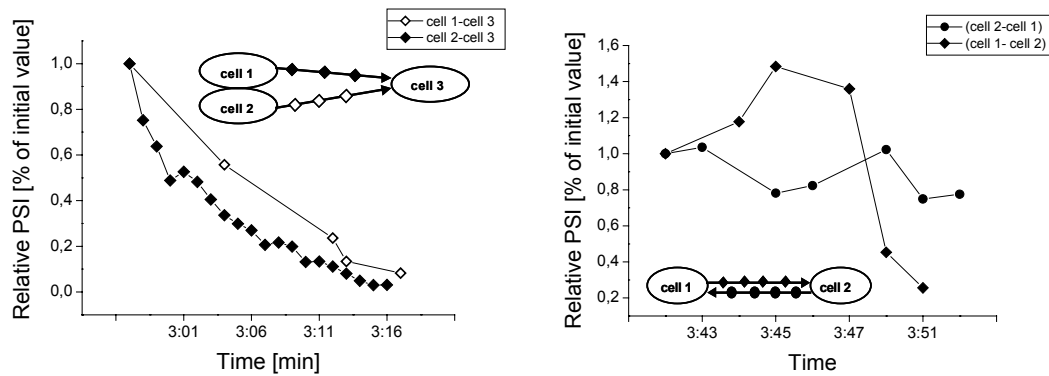 cell 1-cell 3
cell 2-cell 3
1,0
0,8
0,6
0,4
0,2
0,0
Relative PSI [% of initial value]
cell 1
cell 2
cell 3
3:01
3:06
3:11
3:16
Time [min]
(cell 2-cell 1)
(cell 1- cell 2)
1,6
1,4
1,2
1,0
0,8
0,6
0,4
0,2
Relative PSI [% of initial value]
cell 1
cell 2
3:43
3:45
3:47
3:51
Time